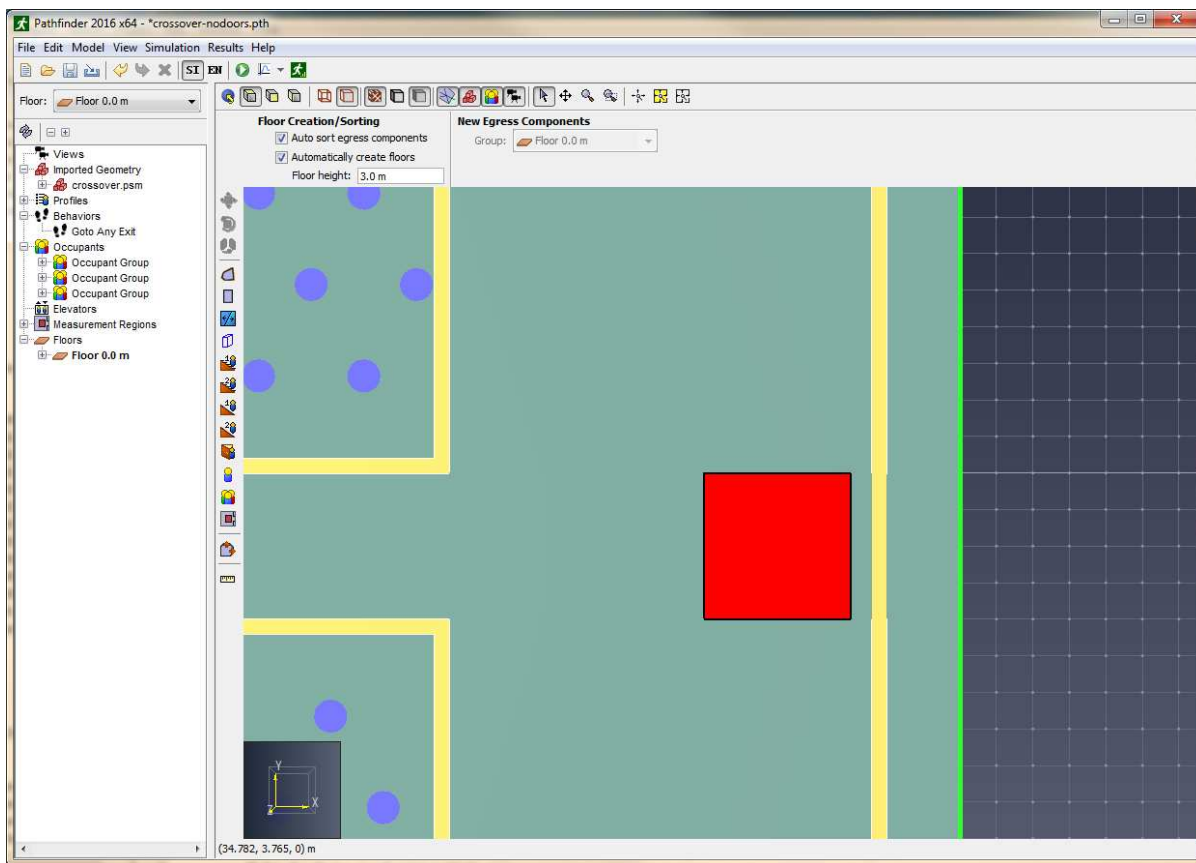 Pathfinder 2016 x64 - *crossover-nodoors.pth
File Edit Model View Simulation Results Help
SI EN
Floor: Floor 0.0 m
Floor Creation/Sorting
Auto sort egress components
Automatically create floors
Floor height: 3.0 m
New Egress Components
Group: Floor 0.0 m
Views
Imported Geometry
crossover.psm
Profiles
Behaviors
Goto Any Exit
Occupants
Occupant Group
Occupant Group
Occupant Group
Elevators
Measurement Regions
Floors
Floor 0.0 m
Y
X
Z
(34.782, 3.765, 0) m